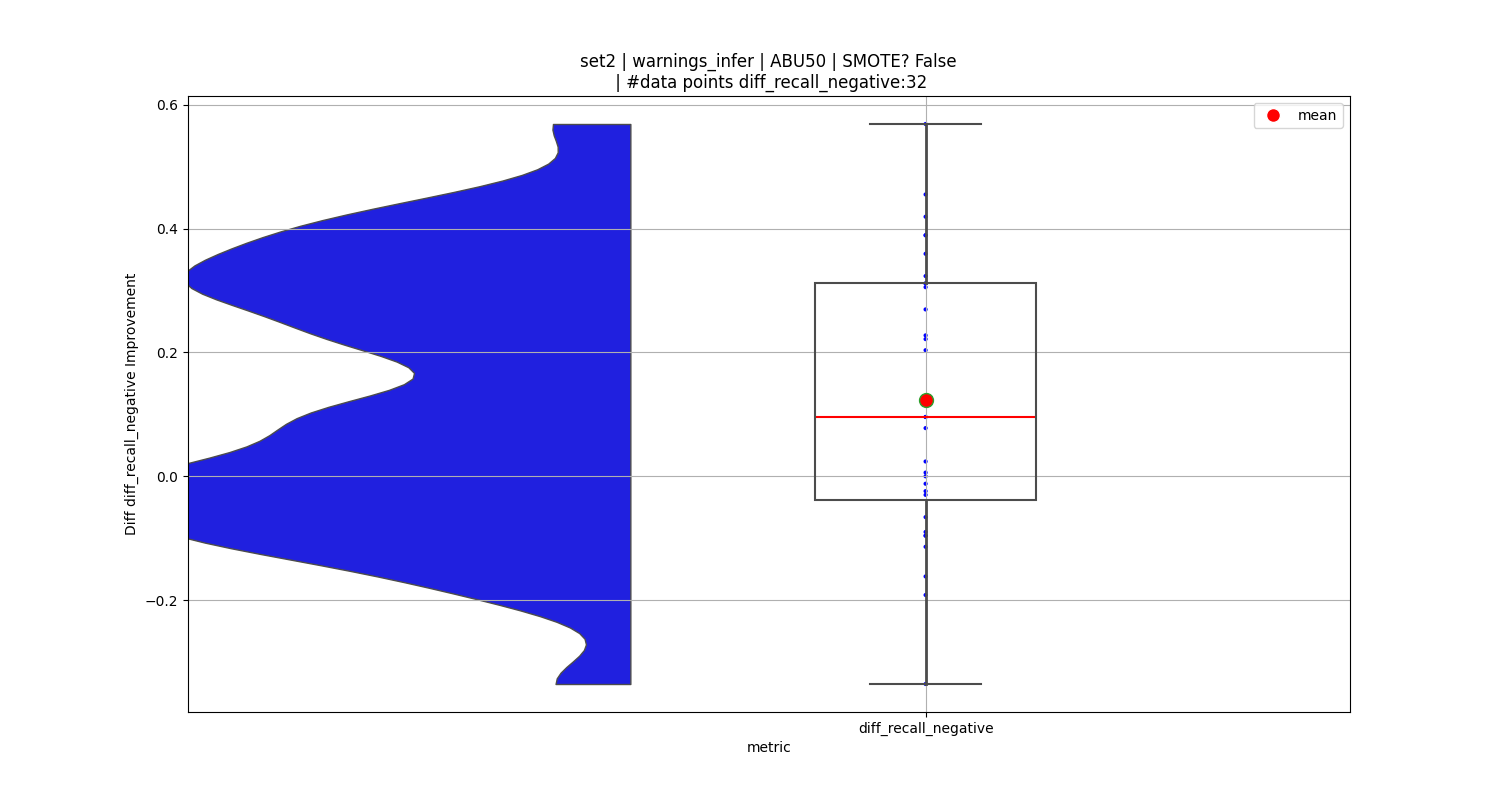 set2 | warnings_infer | ABU50 | SMOTE? False
| #data points diff_recall_negative:32
mean
Diff diff_recall_negative Improvement
0.6
0.4
0.2
0.0
−0.2
diff_recall_negative
metric